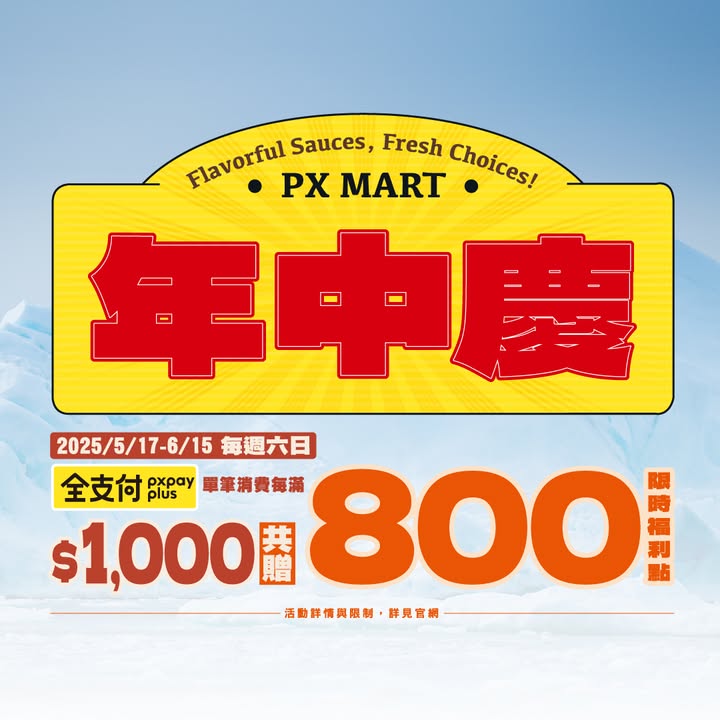 Flavorful Sauces, Fresh Choices!
• PX MART •
年中慶
2025/5/17-6/15 每週六日
全支付 pxpay plus 單筆消費每滿
$1,000 共贈 800 限時福利點
活動詳情與限制，詳見官網